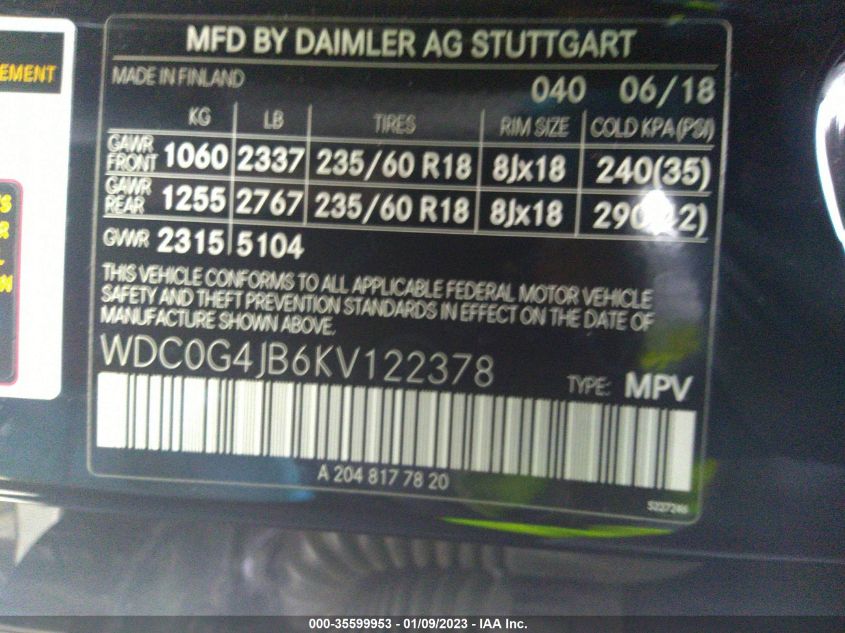 MFD BY DAIMLER AG STUTTGART
MADE IN FINLAND 040 06/18
KG LB TIRES RIM SIZE COLD KPA (PSI)
GAWR FRONT 1060 2337 235/60 R18 8Jx18 240(35)
GAWR REAR 1255 2767 235/60 R18 8Jx18 290(42)
GVWR 2315 5104
THIS VEHICLE CONFORMS TO ALL APPLICABLE FEDERAL MOTOR VEHICLE
SAFETY AND THEFT PREVENTION STANDARDS IN EFFECT ON THE DATE OF
MANUFACTURE SHOWN ABOVE.
WDC0G4JB6KV122378 TYPE: MPV
A 204 817 78 20
EMENT
S
R
L
N
000-35599953 - 01/09/2023 - IAA Inc.